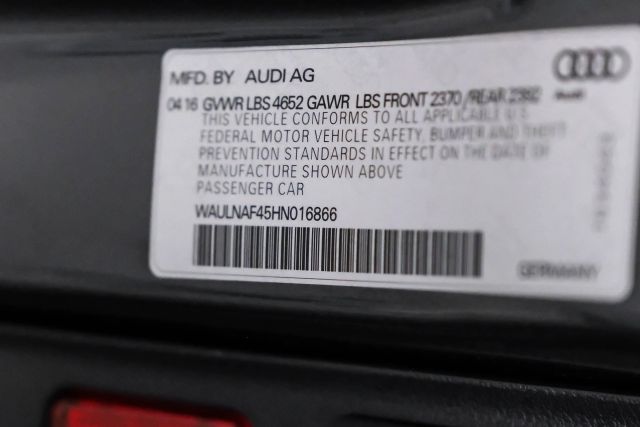 MFD. BY AUDI AG
04 16 GVWR LBS 4652 GAWR LBS FRONT 2370 / REAR 2392
Audi
THIS VEHICLE CONFORMS TO ALL APPLICABLE U.S
FEDERAL MOTOR VEHICLE SAFETY, BUMPER AND THEFT
PREVENTION STANDARDS IN EFFECT ON THE DATE OF
MANUFACTURE SHOWN ABOVE
PASSENGER CAR
WAULNAF45HN016866
GERMANY